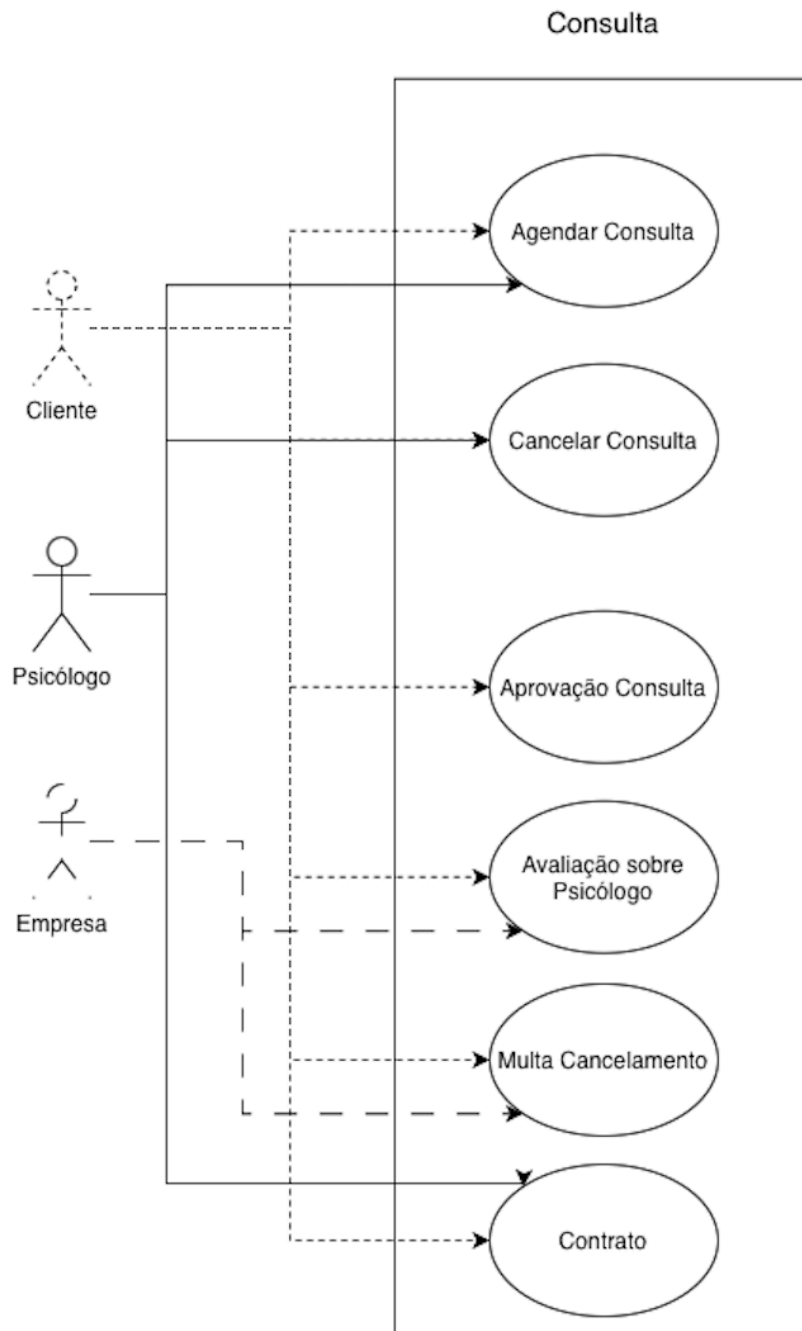 Consulta
Agendar Consulta
Cliente
Cancelar Consulta
Psicólogo
Aprovação Consulta
Empresa
Avaliação sobre
Psicólogo
Multa Cancelamento
Contrato